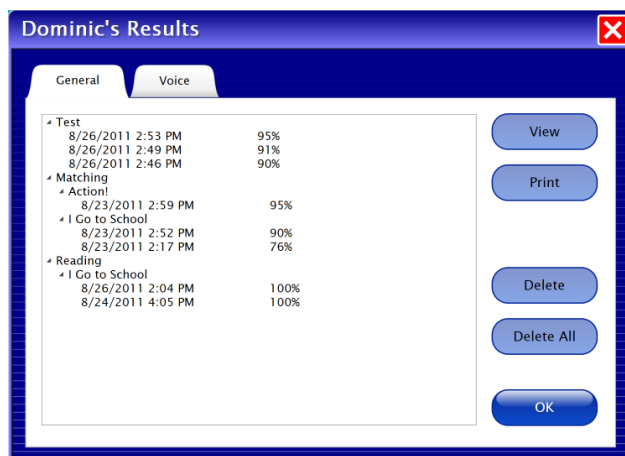 Dominic's Results
General Voice
Test
8/26/2011 2:53 PM 95%
8/26/2011 2:49 PM 91%
8/26/2011 2:46 PM 90%
Matching
Action!
8/23/2011 2:59 PM 95%
I Go to School
8/23/2011 2:52 PM 90%
8/23/2011 2:17 PM 76%
Reading
I Go to School
8/26/2011 2:04 PM 100%
8/24/2011 4:05 PM 100%
View
Print
Delete
Delete All
OK